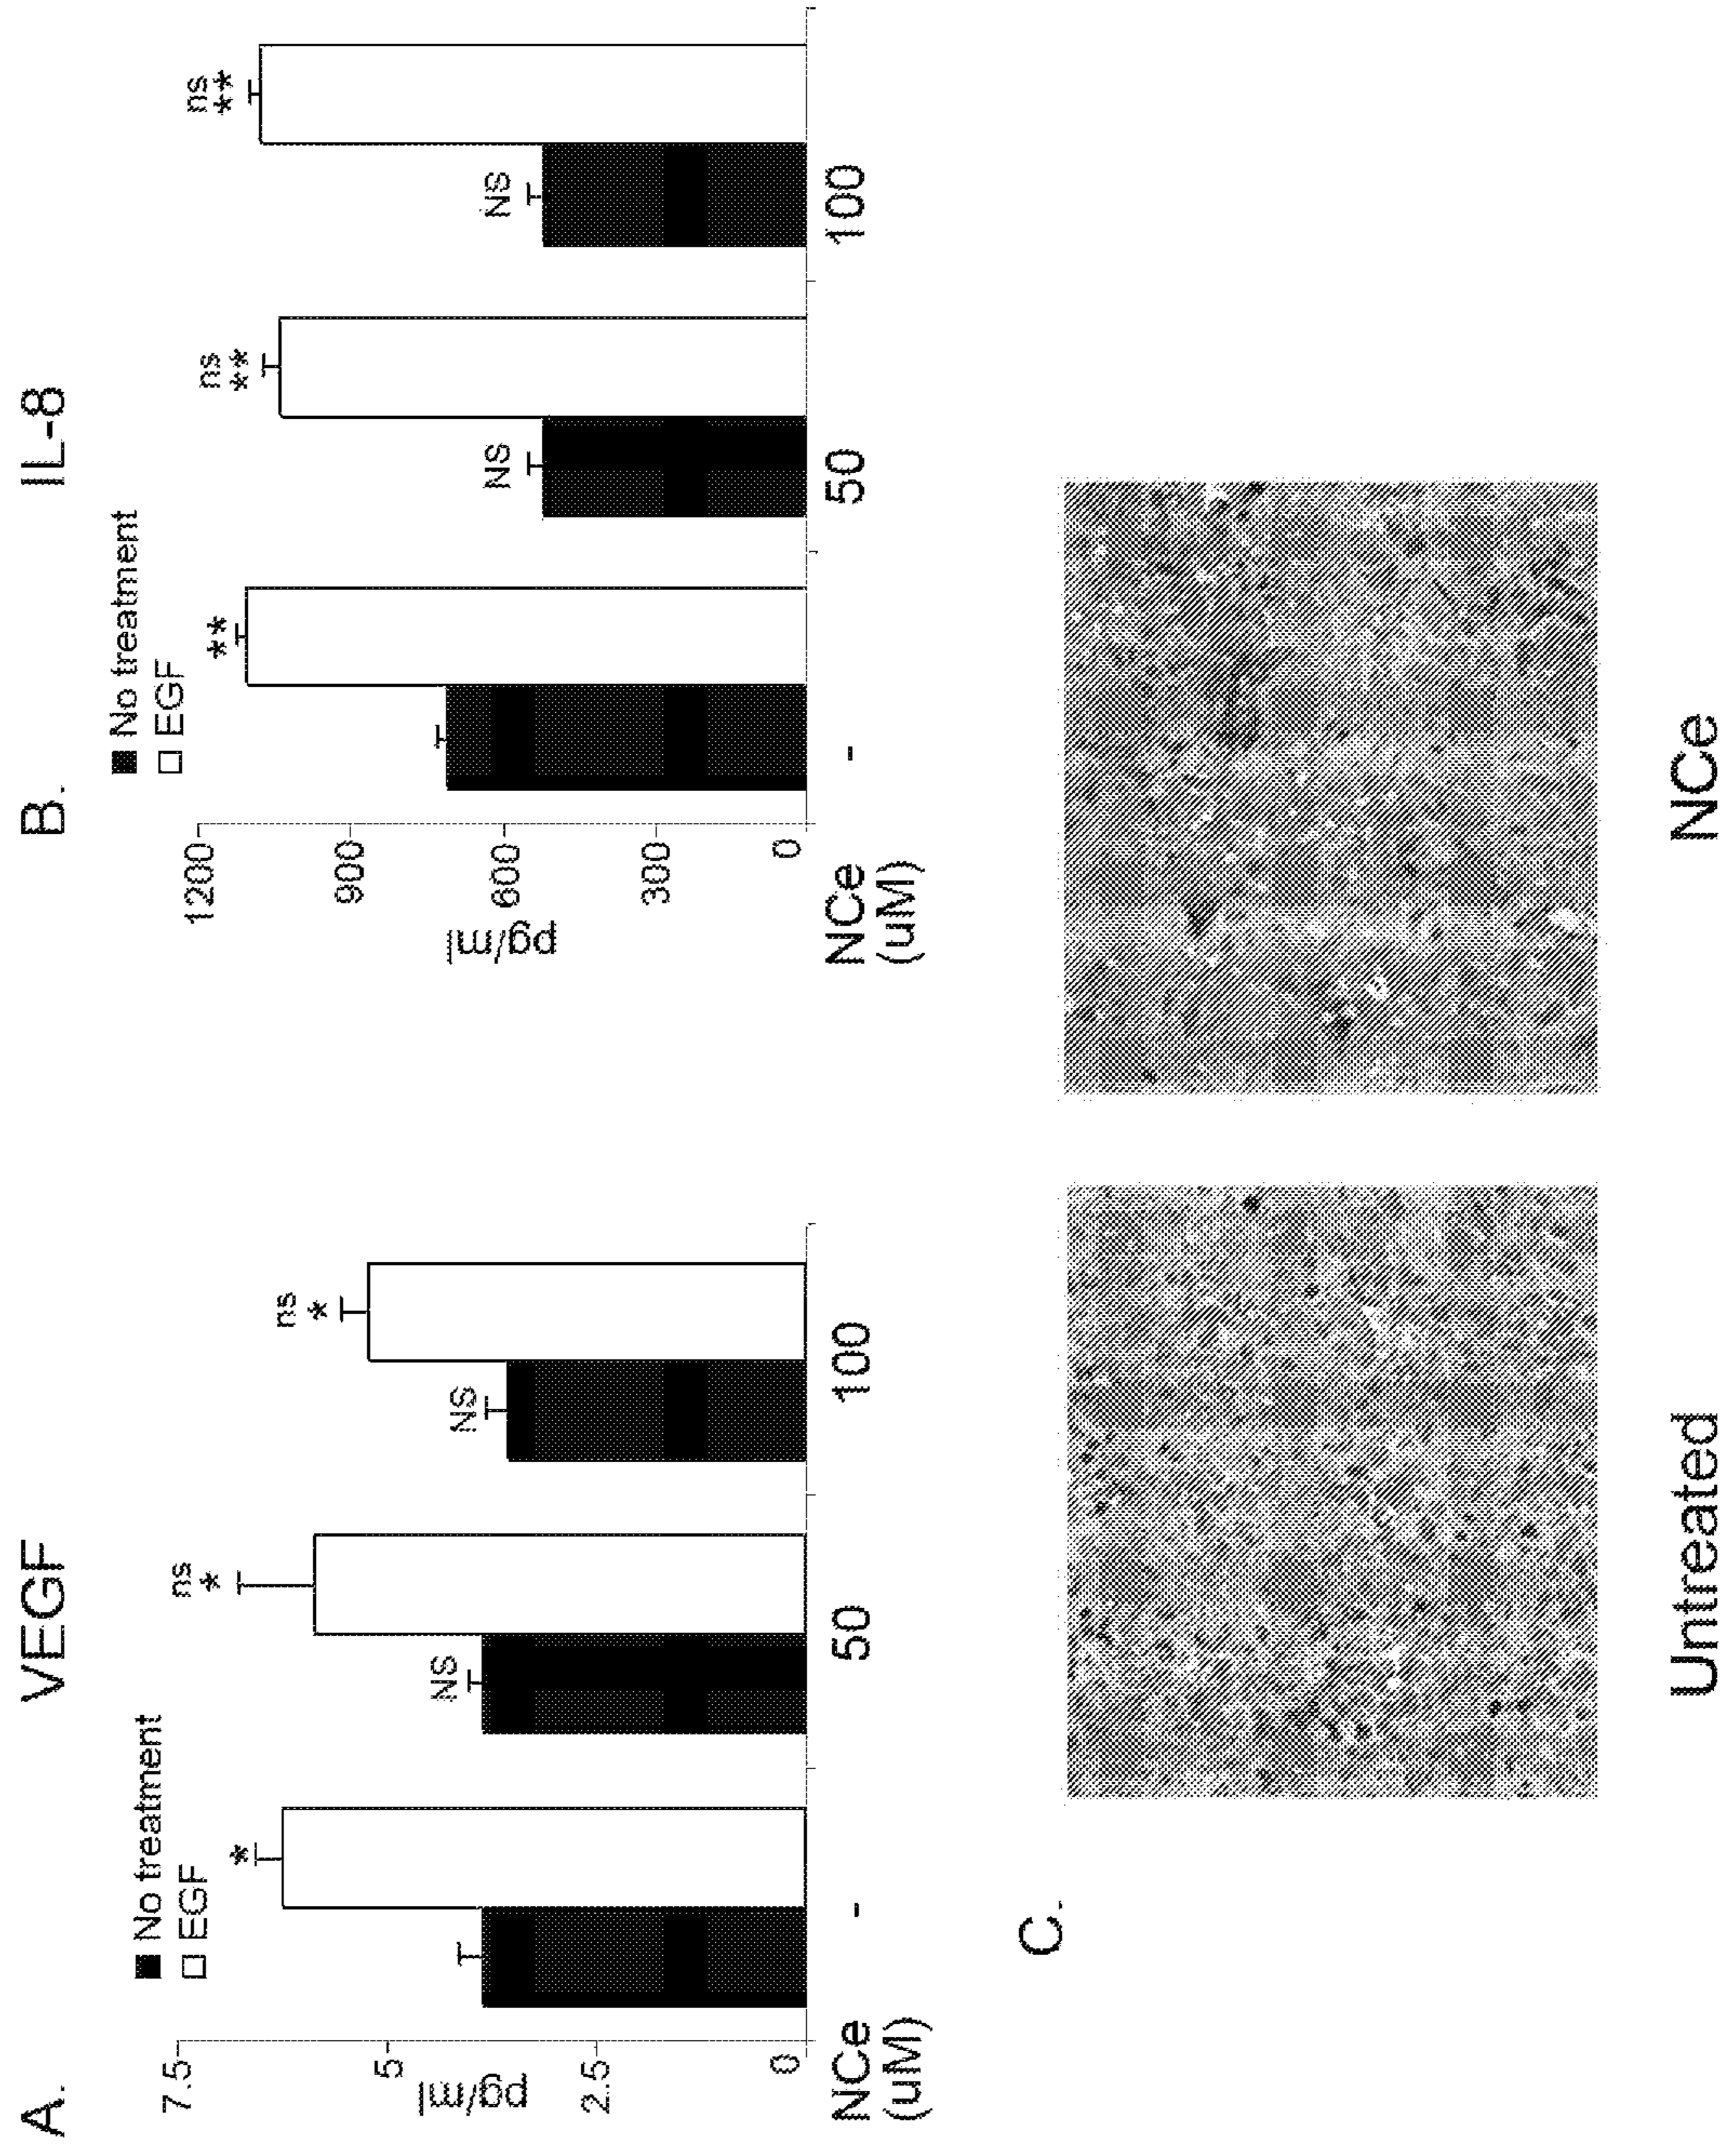 A.
VEGF
■ No treatment
□ EGF
7.5
5
2.5
0
pg/ml
*
NS
ns
*
NS
ns
*
NCe
(uM)
-
50
100
B.
IL-8
■ No treatment
□ EGF
1200
900
600
300
0
pg/ml
**
NS
ns
**
NS
ns
**
NCe
(uM)
-
50
100
C.
Untreated
NCe